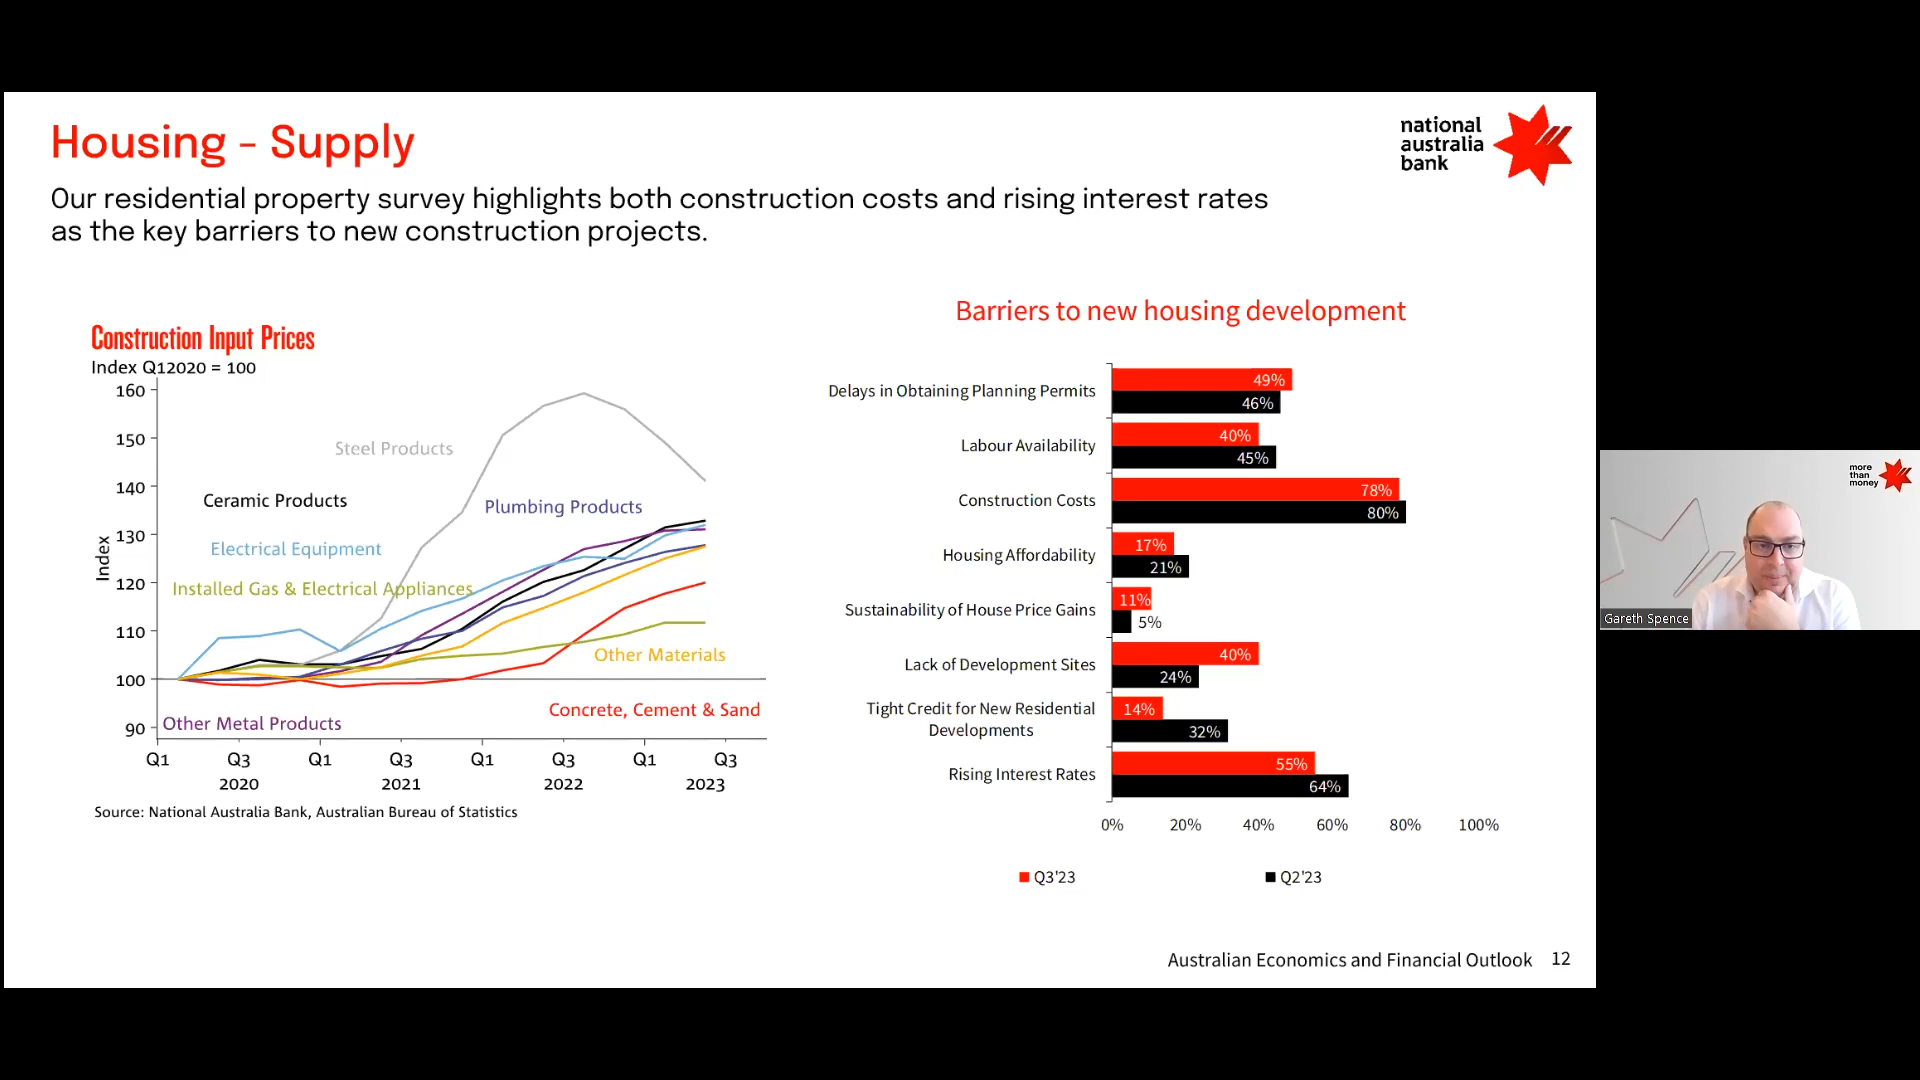 Housing - Supply
national
australia
bank
Our residential property survey highlights both construction costs and rising interest rates
as the key barriers to new construction projects.
Construction Input Prices
Index Q12020 = 100
Index
160
150
140
130
120
110
100
90
Steel Products
Ceramic Products
Plumbing Products
Electrical Equipment
Installed Gas & Electrical Appliances
Other Materials
Concrete, Cement & Sand
Other Metal Products
Q1 Q3 Q1 Q3 Q1 Q3 Q1 Q3
2020 2021 2022 2023
Source: National Australia Bank, Australian Bureau of Statistics
Barriers to new housing development
Delays in Obtaining Planning Permits
49%
46%
Labour Availability
40%
45%
Construction Costs
78%
80%
Housing Affordability
17%
21%
Sustainability of House Price Gains
11%
5%
Lack of Development Sites
40%
24%
Tight Credit for New Residential
Developments
14%
32%
Rising Interest Rates
55%
64%
0% 20% 40% 60% 80% 100%
Q3'23 Q2'23
Australian Economics and Financial Outlook 12
more
than
money
Gareth Spence